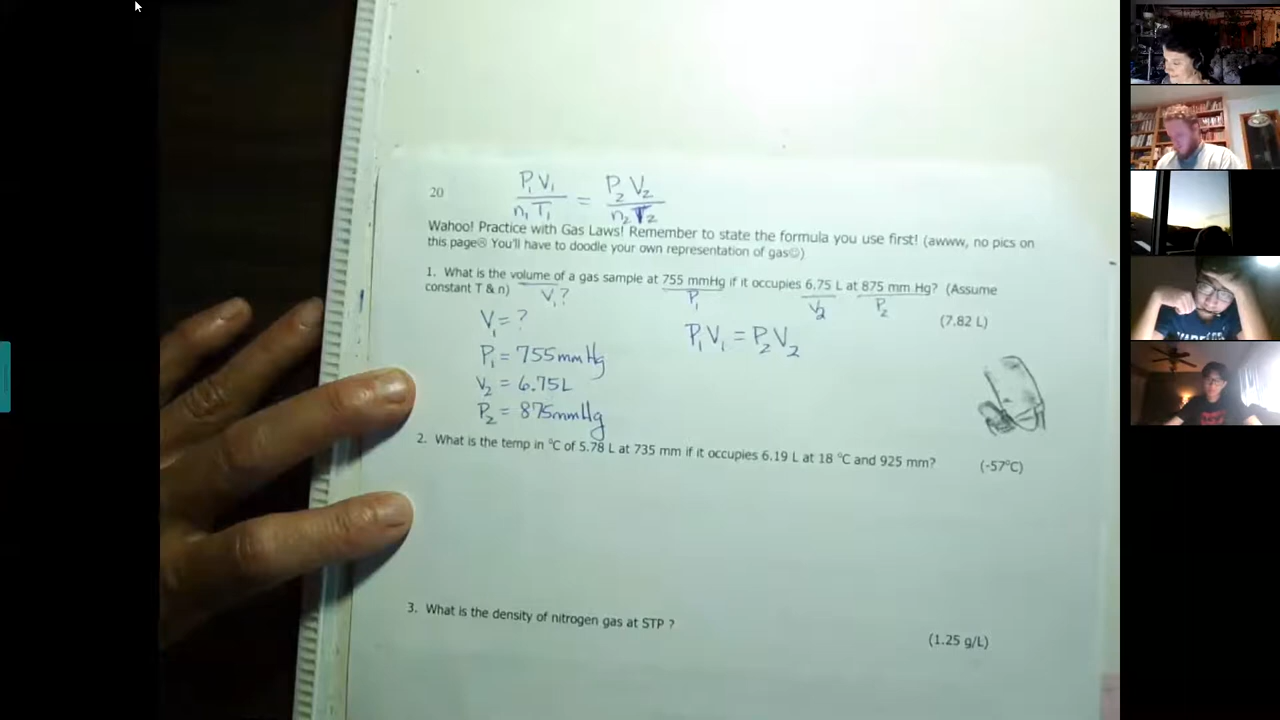 20
P₁V₁/n₁T₁ = P₂V₂/n₂T₂
Wahoo! Practice with Gas Laws! Remember to state the formula you use first! (awww, no pics on
this page☹ You'll have to doodle your own representation of gas☺)
1. What is the volume of a gas sample at 755 mmHg if it occupies 6.75 L at 875 mm Hg? (Assume
constant T & n)
V₁? P₁ V₂ P₂
(7.82 L)
V₁ = ?
P₁V₁ = P₂V₂
P₁ = 755mmHg
V₂ = 6.75L
P₂ = 875mmHg
2. What is the temp in °C of 5.78 L at 735 mm if it occupies 6.19 L at 18 °C and 925 mm? (-57°C)
3. What is the density of nitrogen gas at STP ?
(1.25 g/L)